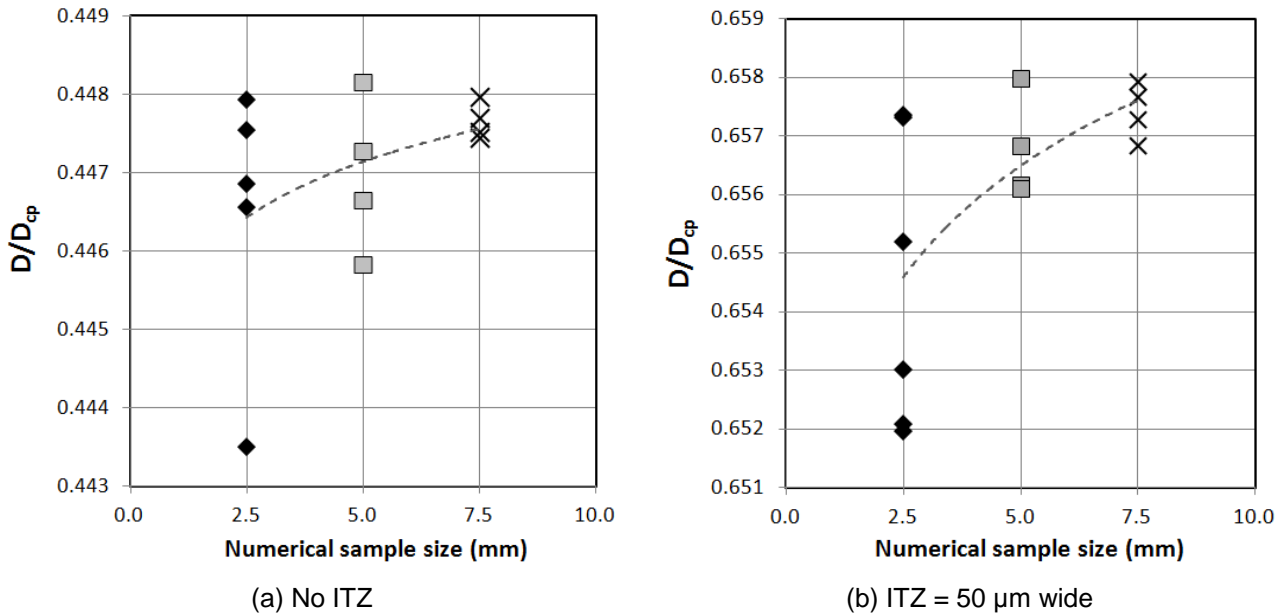 0.449
0.448
0.447
0.446
0.445
0.444
0.443
D/Dcp
0.0 2.5 5.0 7.5 10.0
Numerical sample size (mm)
(a) No ITZ
0.659
0.658
0.657
0.656
0.655
0.654
0.653
0.652
0.651
D/Dcp
0.0 2.5 5.0 7.5 10.0
Numerical sample size (mm)
(b) ITZ = 50 µm wide